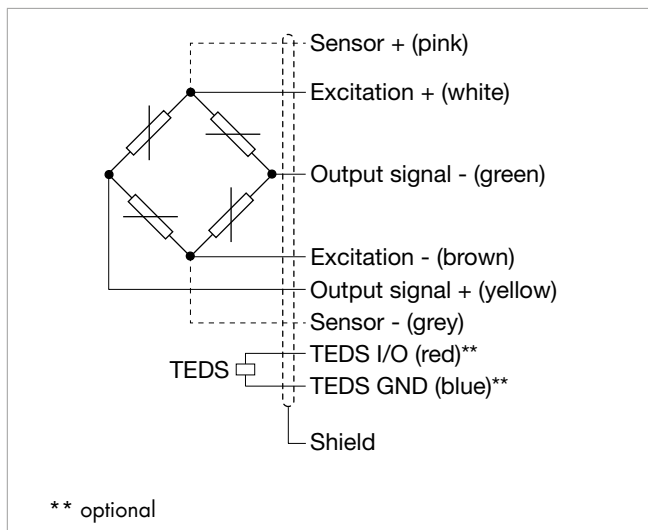 Sensor + (pink)
Excitation + (white)
Output signal - (green)
Excitation - (brown)
Output signal + (yellow)
Sensor - (grey)
TEDS I/O (red)**
TEDS
TEDS GND (blue)**
Shield
** optional